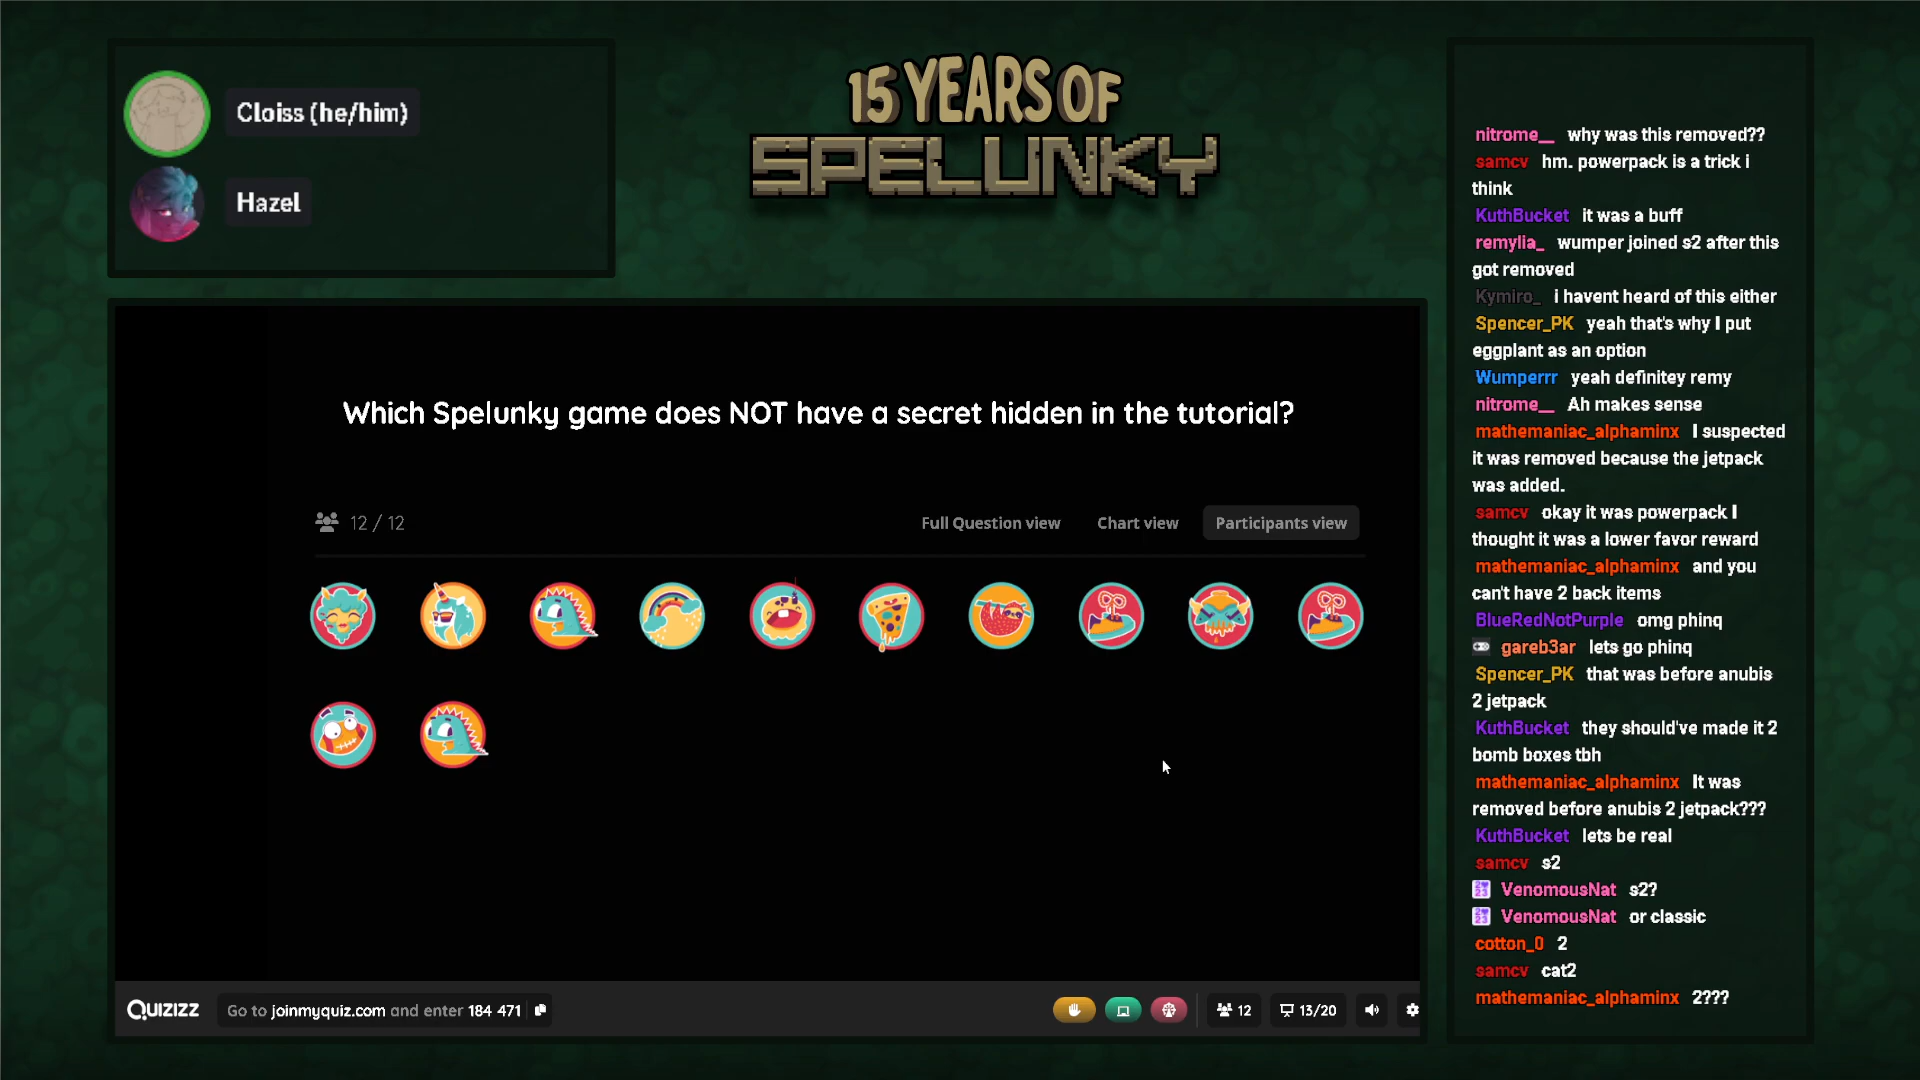 Cloiss (he/him)
Hazel
15 YEARS OF
SPELUNKY
Which Spelunky game does NOT have a secret hidden in the tutorial?
12 / 12
Full Question view
Chart view
Participants view
QUIZIZZ
Go to joinmyquiz.com and enter 184 471
12
13/20
nitrome__ why was this removed??
samcv hm. powerpack is a trick i
think
KuthBucket it was a buff
remylia_ wumper joined s2 after this
got removed
Kymiro_ i havent heard of this either
Spencer_PK yeah that's why I put
eggplant as an option
Wumperrr yeah definitey remy
nitrome__ Ah makes sense
mathemaniac_alphaminx I suspected
it was removed because the jetpack
was added.
samcv okay it was powerpack I
thought it was a lower favor reward
mathemaniac_alphaminx and you
can't have 2 back items
BlueRedNotPurple omg phinq
gareb3ar lets go phinq
Spencer_PK that was before anubis
2 jetpack
KuthBucket they should've made it 2
bomb boxes tbh
mathemaniac_alphaminx It was
removed before anubis 2 jetpack???
KuthBucket lets be real
samcv s2
VenomousNat s2?
VenomousNat or classic
cotton_0 2
samcv cat2
mathemaniac_alphaminx 2???